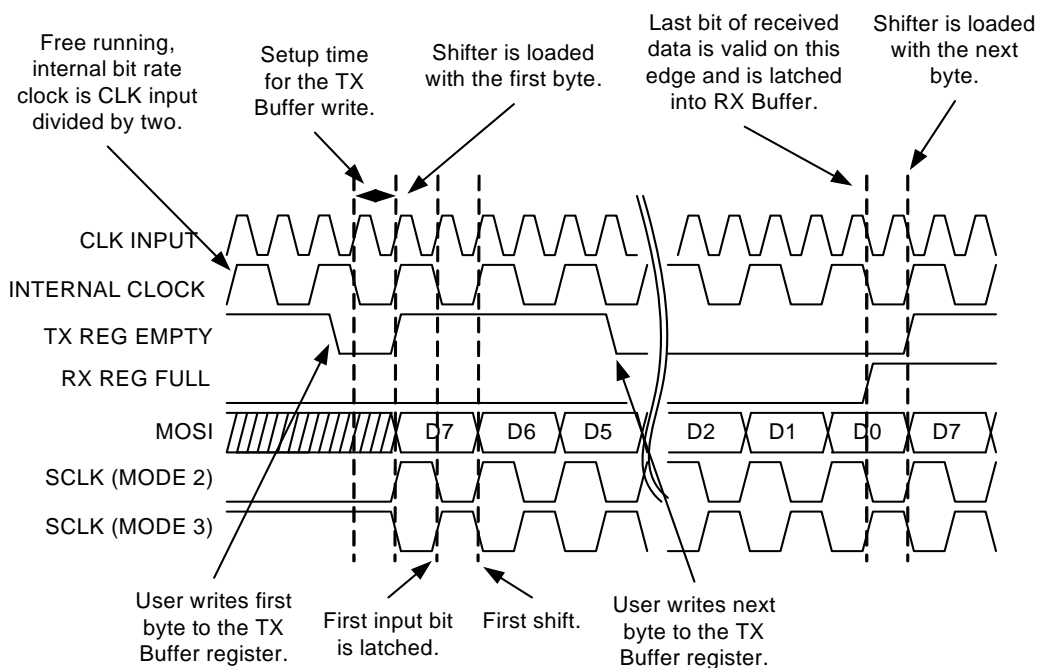 Free running,
internal bit rate
clock is CLK input
divided by two.
Setup time
for the TX
Buffer write.
Shifter is loaded
with the first byte.
Last bit of received
data is valid on this
edge and is latched
into RX Buffer.
Shifter is loaded
with the next
byte.
CLK INPUT
INTERNAL CLOCK
TX REG EMPTY
RX REG FULL
MOSI D7 D6 D5 D2 D1 D0 D7
SCLK (MODE 2)
SCLK (MODE 3)
User writes first
byte to the TX
Buffer register.
First input bit
is latched.
First shift.
User writes next
byte to the TX
Buffer register.